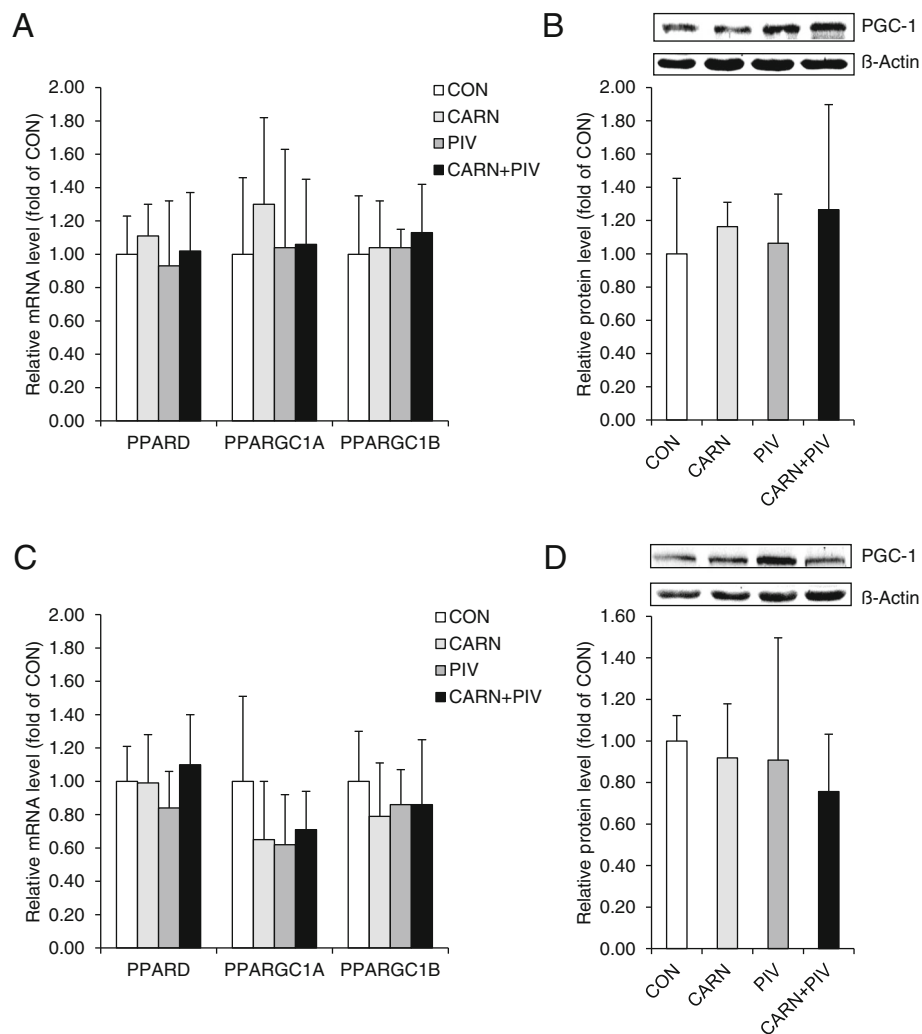 A
Relative mRNA level (fold of CON)
2.00
1.80
1.60
1.40
1.20
1.00
0.80
0.60
0.40
0.20
0.00
PPARD PPARGC1A PPARGC1B
CON
CARN
PIV
CARN+PIV
B
PGC-1
ß-Actin
Relative protein level (fold of CON)
2.00
1.80
1.60
1.40
1.20
1.00
0.80
0.60
0.40
0.20
0.00
CON CARN PIV CARN+PIV
C
Relative mRNA level (fold of CON)
2.00
1.80
1.60
1.40
1.20
1.00
0.80
0.60
0.40
0.20
0.00
PPARD PPARGC1A PPARGC1B
CON
CARN
PIV
CARN+PIV
D
PGC-1
ß-Actin
Relative protein level (fold of CON)
1.60
1.40
1.20
1.00
0.80
0.60
0.40
0.20
0.00
CON CARN PIV CARN+PIV